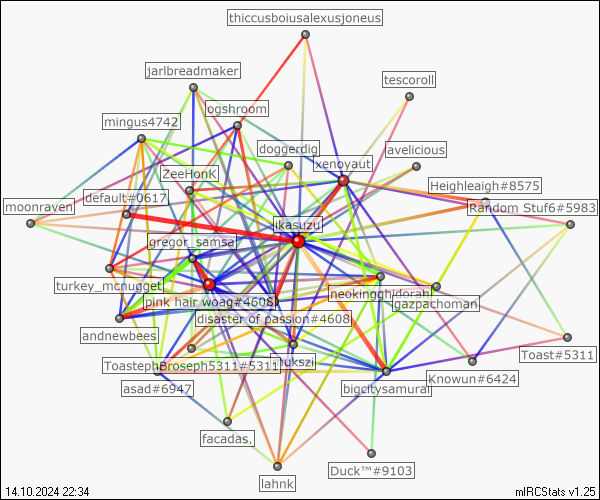 thiccusboiusalexusjoneus
jarlbreadmaker
tescoroll
ogshroom
mingus4742
doggerdig
avelicious
xenoyaut
ZeeHonK
Heighleaigh#8575
default#0617
moonraven
Random Stuf6#5983
ikasuzu
gregor_samsa
turkey_mcnugget
pink hair woag#4608
neokingghidorah
gazpachoman
disaster of passion#4608
andnewbees
Toast#5311
mukszi
ToastephBroseph5311#5311
Knowun#6424
asad#6947
bigcitysamurai
facadas.
Duck™#9103
lahnk
14.10.2024 22:34
mIRCStats v1.25